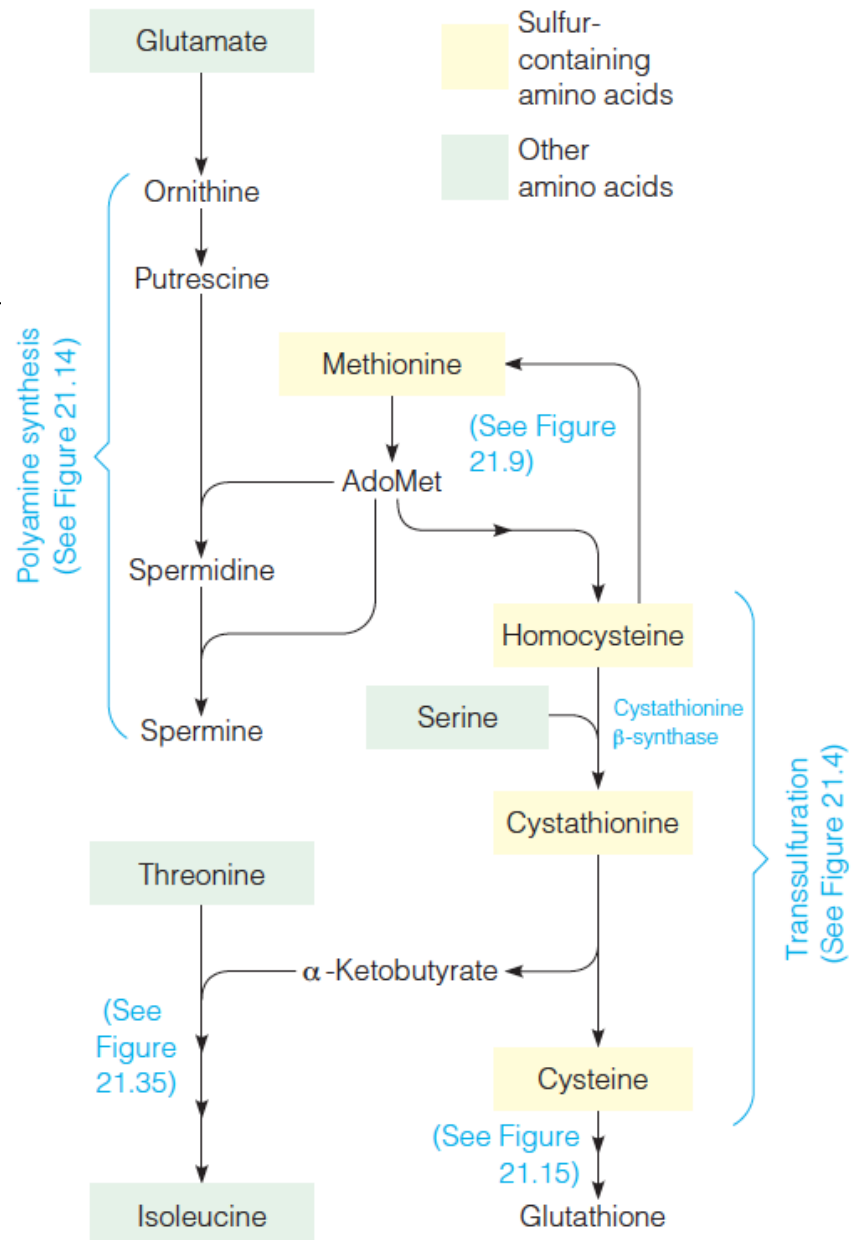 Glutamate
Sulfur-
containing
amino acids
Other
amino acids
Ornithine
Putrescine
Polyamine synthesis
(See Figure 21.14)
Methionine
(See Figure
21.9)
AdoMet
Spermidine
Homocysteine
Serine
Cystathionine
β-synthase
Spermine
Cystathionine
Transsulfuration
(See Figure 21.4)
Threonine
α-Ketobutyrate
(See
Figure
21.35)
Cysteine
(See Figure
21.15)
Isoleucine
Glutathione